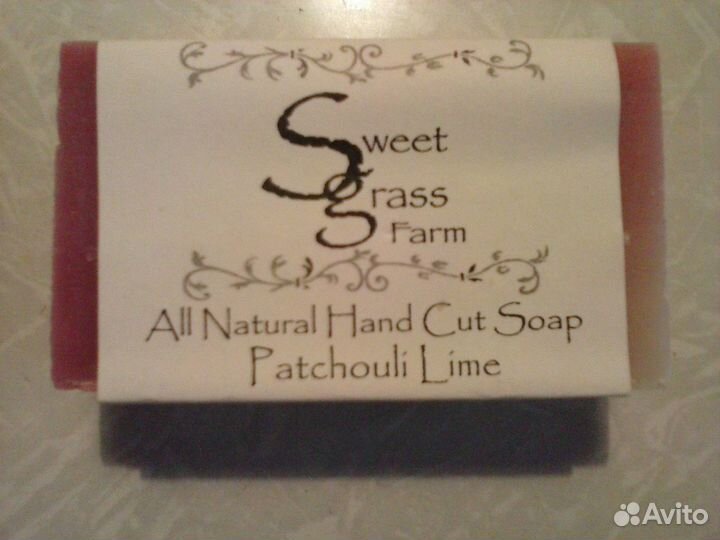 Sweet
grass
Farm
All Natural Hand Cut Soap
Patchouli Lime
Avito